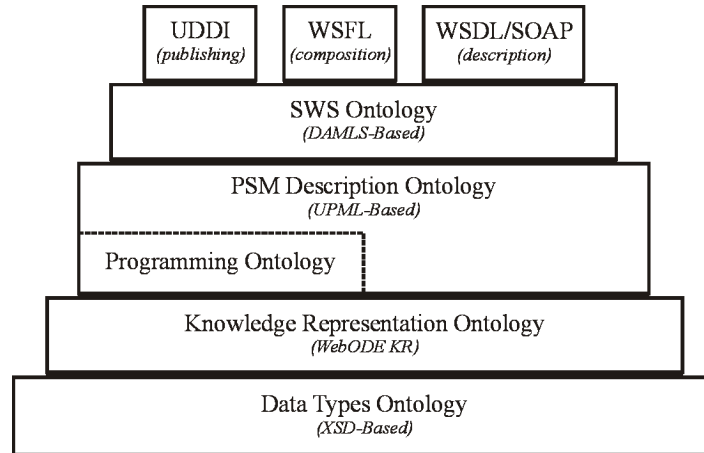 UDDI
(publishing)
WSFL
(composition)
WSDL/SOAP
(description)
SWS Ontology
(DAMLS-Based)
PSM Description Ontology
(UPML-Based)
Programming Ontology
Knowledge Representation Ontology
(WebODE KR)
Data Types Ontology
(XSD-Based)